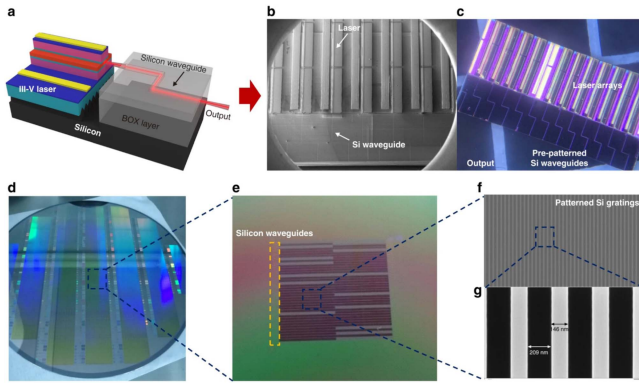 a
III-V laser
Silicon waveguide
BOX layer
Output
Silicon
b
Laser
Si waveguide
c
Laser arrays
Output
Pre-patterned
Si waveguides
d
e
Silicon waveguides
f
Patterned Si gratings
g
146 nm
209 nm